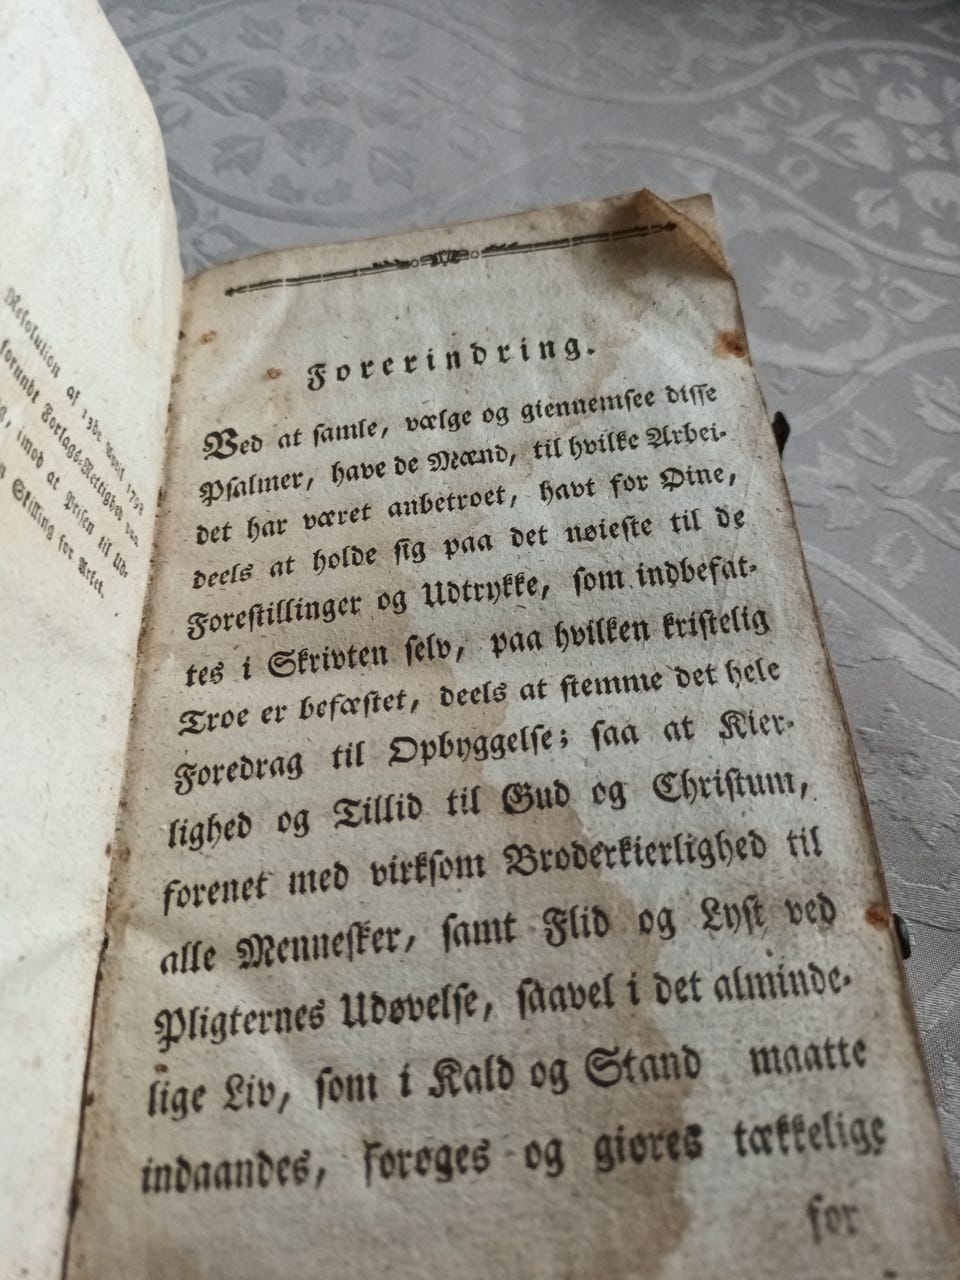 Resolution af 13de April 1798
forundt Forlags-Rettighed paa
imod at Prisen til Ud-
Skilling for Arket.
Forerindring.
Ved at samle, vælge og giennemsee disse
Psalmer, have de Mænd, til hvilke Arbei-
det har været anbetroet, havt for Øine,
deels at holde sig paa det nøieste til de
Forestillinger og Udtrykke, som indbefat-
tes i Skrivten selv, paa hvilken kristelig
Troe er befæstet, deels at stemme det hele
Foredrag til Opbyggelse; saa at Kier-
lighed og Tillid til Gud og Christum,
forenet med virksom Broderkierlighed til
alle Mennesker, samt Flid og Lyst ved
Pligternes Udøvelse, saavel i det alminde-
lige Liv, som i Kald og Stand maatte
indaandes, forøges og giøres tækkelige
for